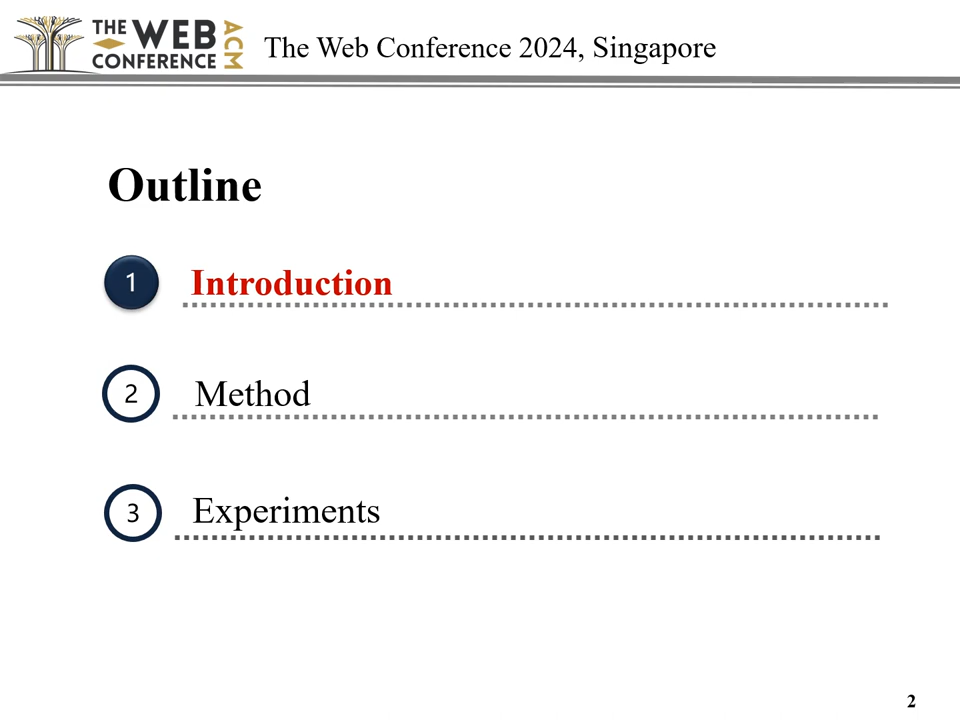 THE WEB
CONFERENCE
ACM
The Web Conference 2024, Singapore
Outline
1 Introduction
2 Method
3 Experiments
2